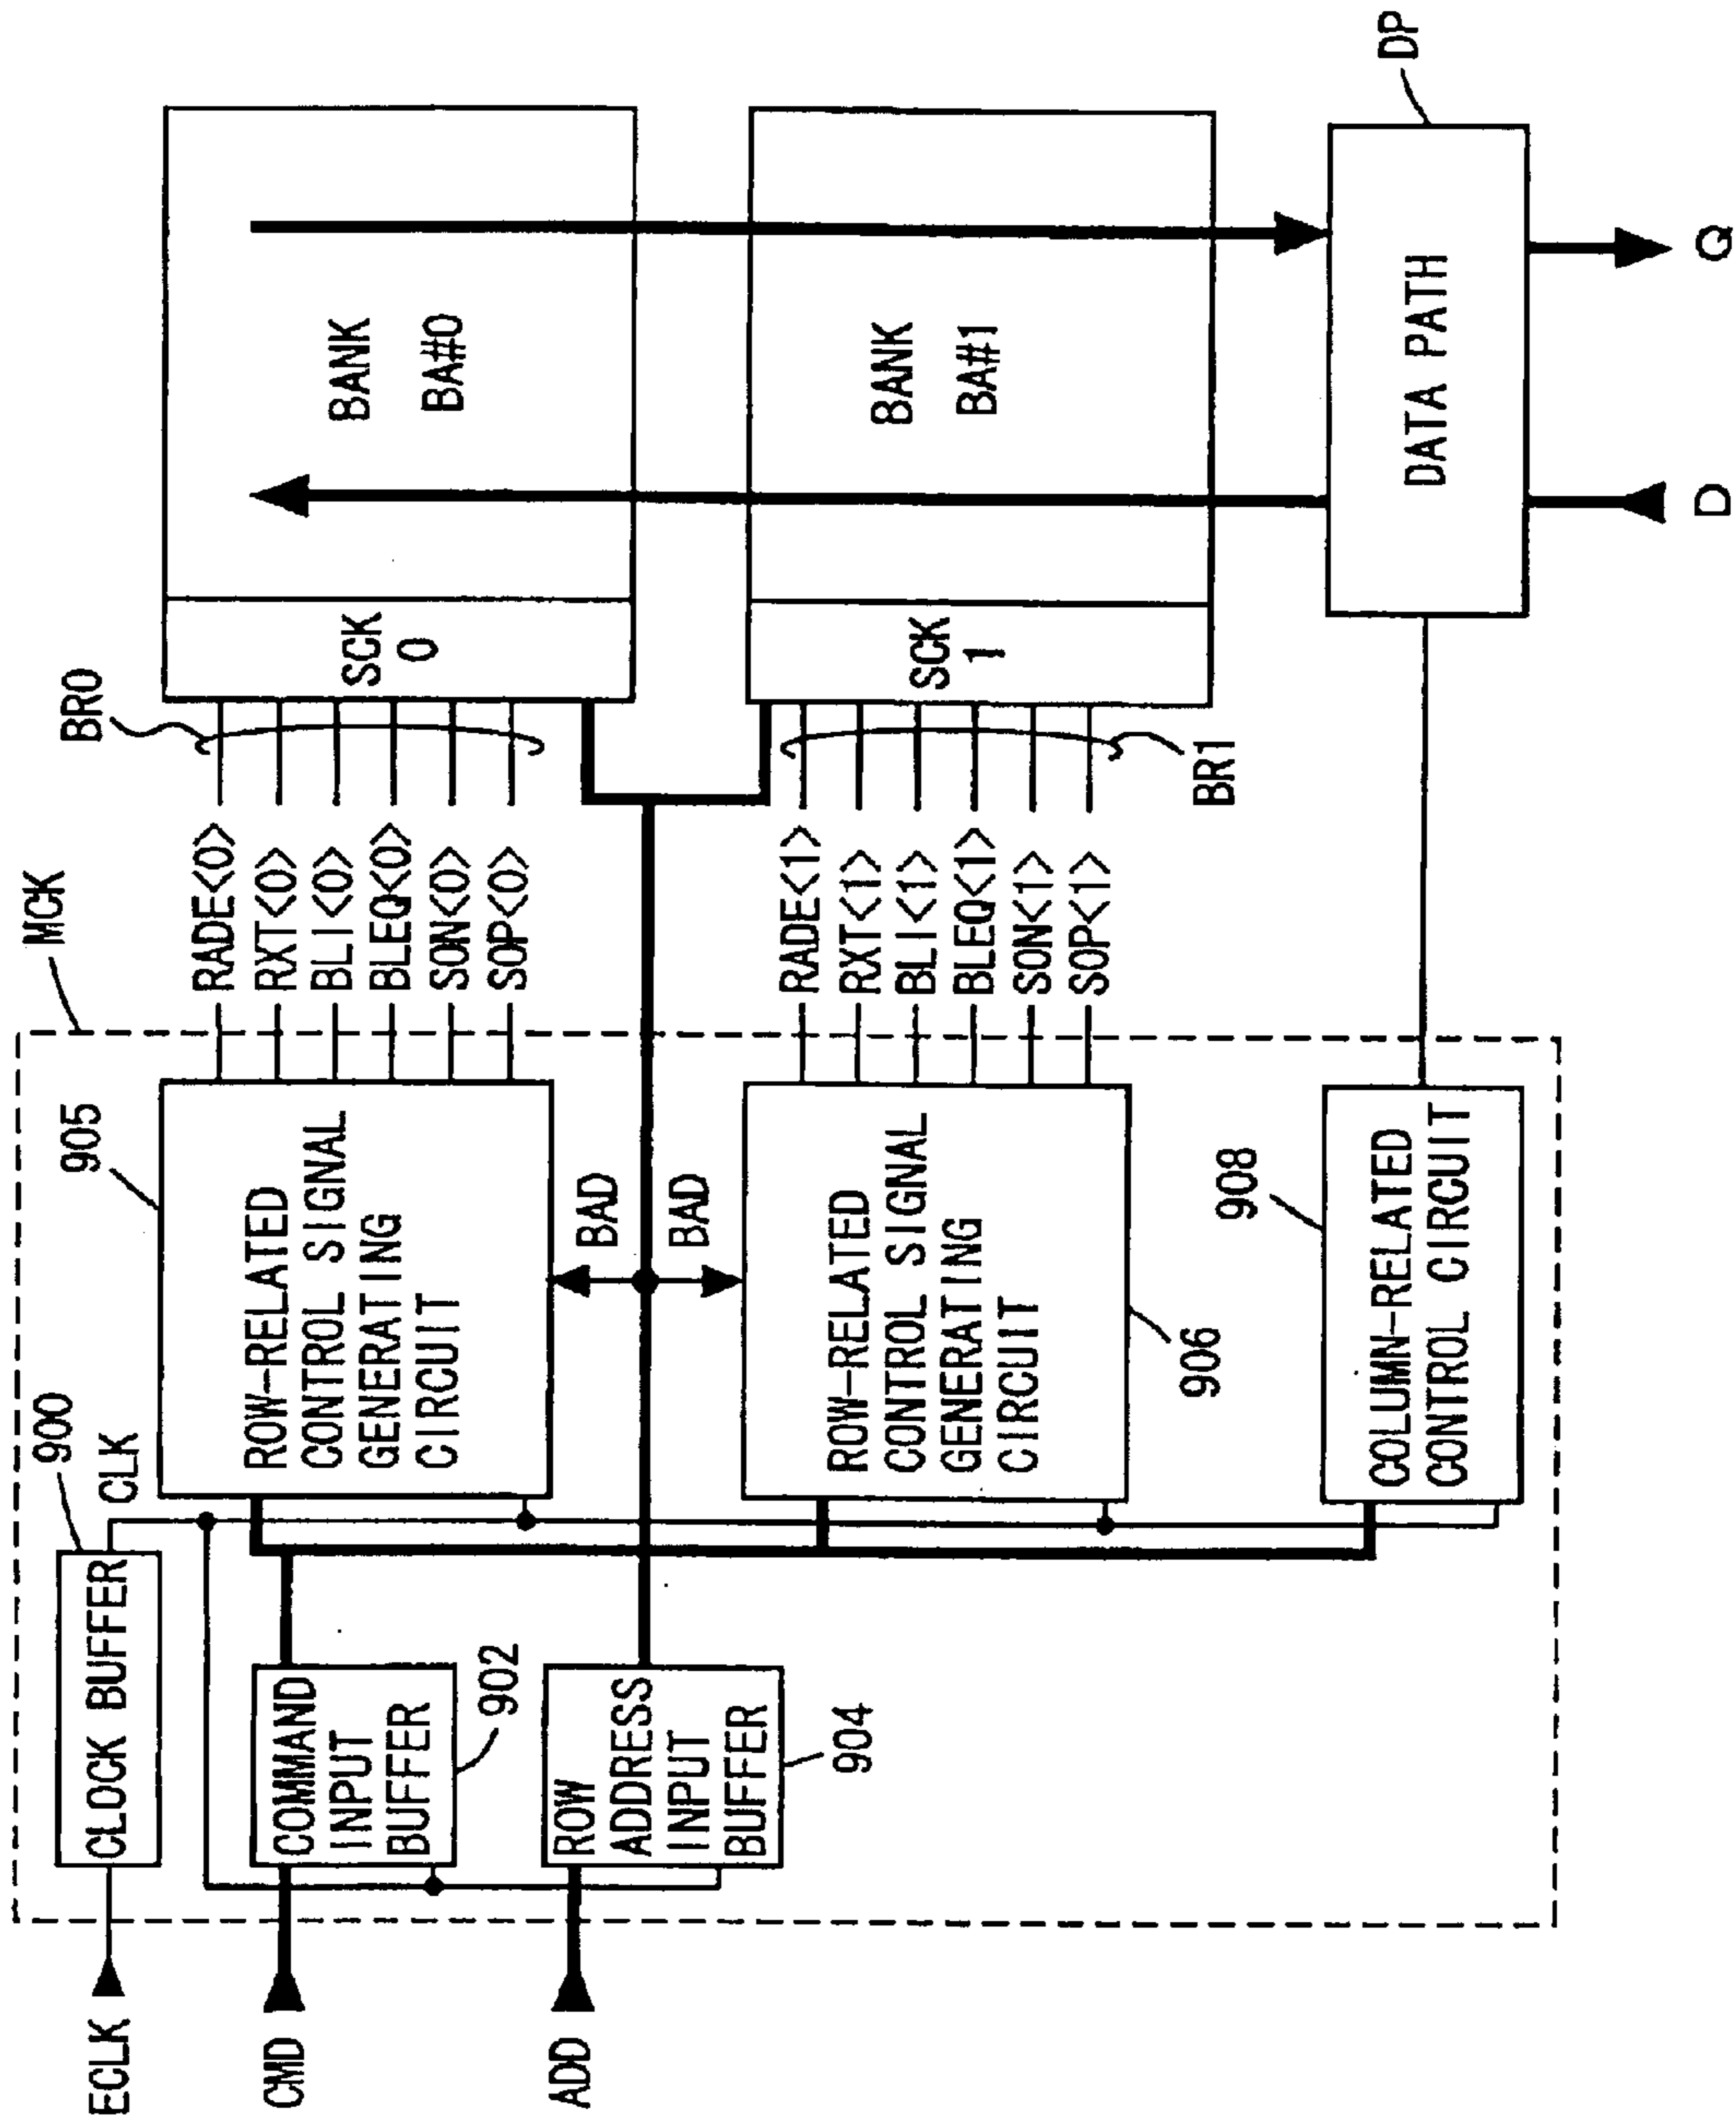 ECLK
CMD
ADD
MCK
900
CLOCK BUFFER
CLK
COMMAND
INPUT
BUFFER
902
ROW
ADDRESS
INPUT
BUFFER
904
905
ROW-RELATED
CONTROL SIGNAL
GENERATING
CIRCUIT
BAD
BAD
ROW-RELATED
CONTROL SIGNAL
GENERATING
CIRCUIT
906
908
COLUMN-RELATED
CONTROL CIRCUIT
RADE<0>
RXT<0>
BLI<0>
BLEQ<0>
SON<0>
SOP<0>
RADE<1>
RXT<1>
BLI<1>
BLEQ<1>
SON<1>
SOP<1>
BR0
BR1
SCK
0
BANK
BA#0
SCK
1
BANK
BA#1
DP
DATA PATH
D
Q